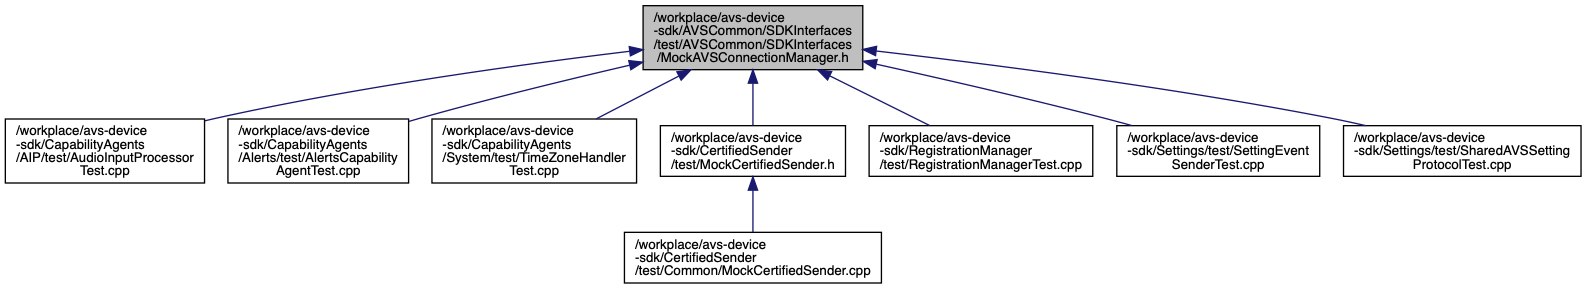 /workplace/avs-device
-sdk/AVSCommon/SDKInterfaces
/test/AVSCommon/SDKInterfaces
/MockAVSConnectionManager.h
/workplace/avs-device
-sdk/CapabilityAgents
/AIP/test/AudioInputProcessor
Test.cpp
/workplace/avs-device
-sdk/CapabilityAgents
/Alerts/test/AlertsCapability
AgentTest.cpp
/workplace/avs-device
-sdk/CapabilityAgents
/System/test/TimeZoneHandler
Test.cpp
/workplace/avs-device
-sdk/CertifiedSender
/test/MockCertifiedSender.h
/workplace/avs-device
-sdk/RegistrationManager
/test/RegistrationManagerTest.cpp
/workplace/avs-device
-sdk/Settings/test/SettingEvent
SenderTest.cpp
/workplace/avs-device
-sdk/Settings/test/SharedAVSSetting
ProtocolTest.cpp
/workplace/avs-device
-sdk/CertifiedSender
/test/Common/MockCertifiedSender.cpp